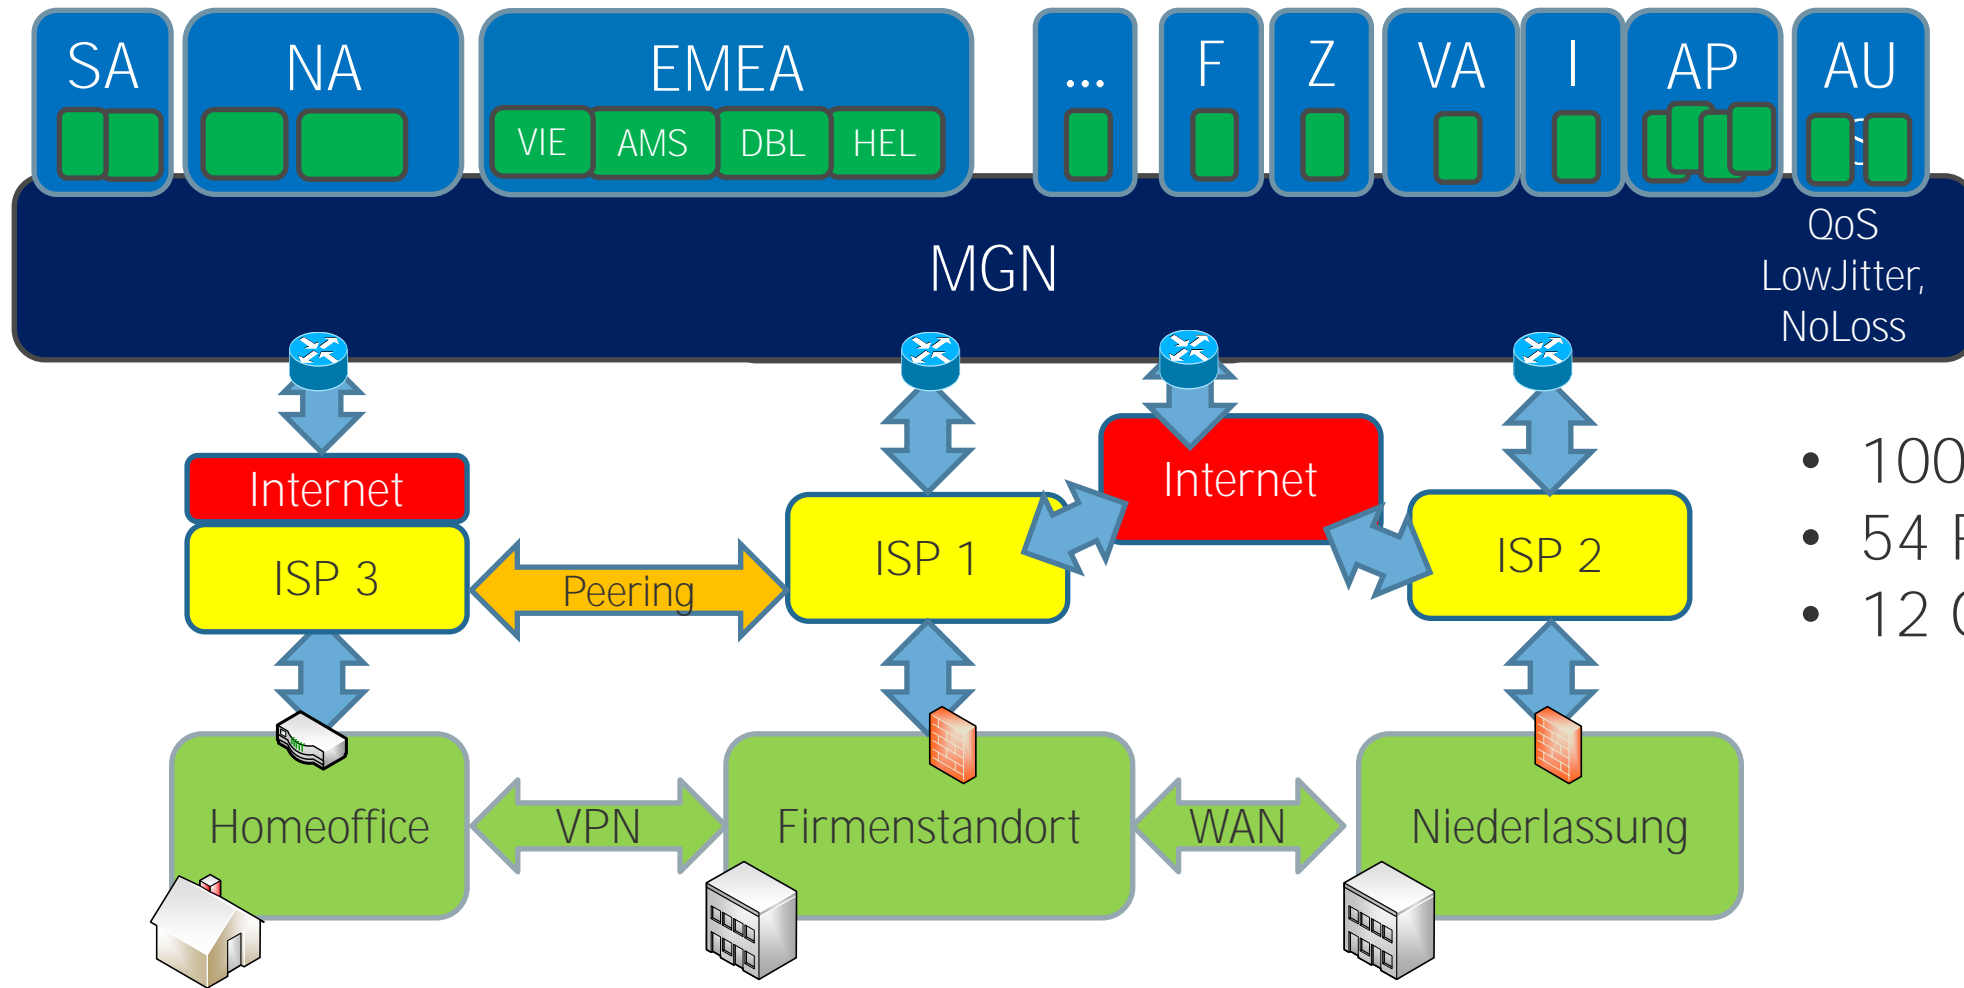 SA
NA
EMEA
...
F
Z
VA
I
AP
AU
S
VIE
AMS
DBL
HEL
MGN
QoS
LowJitter,
NoLoss
Internet
ISP 3
Peering
ISP 1
Internet
ISP 2
• 100
• 54
• 12
Homeoffice
VPN
Firmenstandort
WAN
Niederlassung